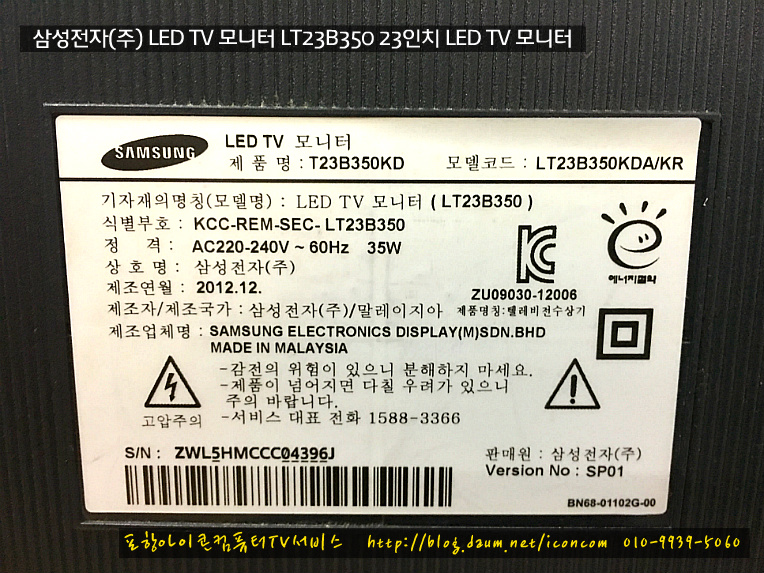 삼성전자(주) LED TV 모니터 LT23B350 23인치 LED TV 모니터
SAMSUNG
LED TV 모니터
제 품 명 : T23B350KD 모델코드 : LT23B350KDA/KR
기자재의명칭(모델명) : LED TV 모니터 ( LT23B350 )
식별부호 : KCC-REM-SEC- LT23B350
정 격 : AC220-240V ~ 60Hz 35W
상 호 명 : 삼성전자(주)
제조연월 : 2012.12.
제조자/제조국가 : 삼성전자(주)/말레이지아
제조업체명 : SAMSUNG ELECTRONICS DISPLAY(M)SDN.BHD
MADE IN MALAYSIA
ZU09030-12006
제품명칭:텔레비전수상기
에너지절약
-감전의 위험이 있으니 분해하지 마세요.
-제품이 넘어지면 다칠 우려가 있으니
주의 바랍니다.
-서비스 대표 전화 1588-3366
고압주의
S/N : ZWL5HMCCC04396J
판매원 : 삼성전자(주)
Version No : SP01
BN68-01102G-00
포항아이콘컴퓨터TV서비스 http://blog.daum.net/iconcom 010-9939-5060